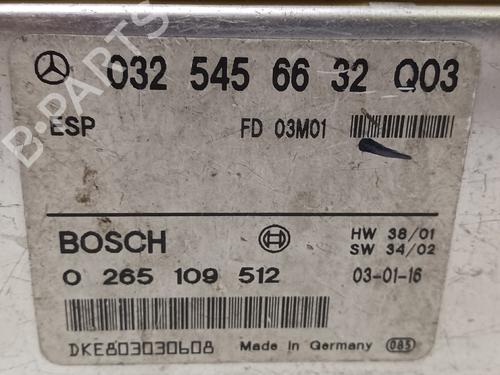 032 545 66 32 Q03
ESP FD 03M01
BOSCH HW 38/01
SW 34/02
0 265 109 512 03-01-16
DKE803030608 Made in Germany 085
B-PARTS